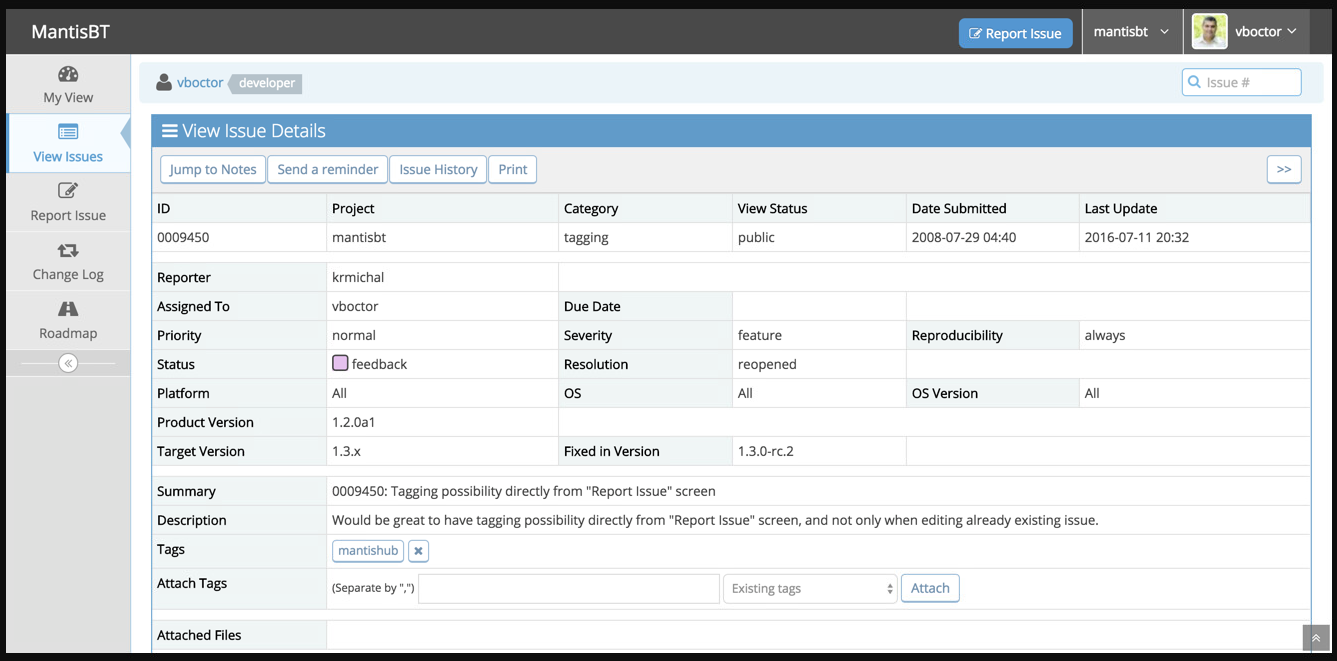 MantisBT
Report Issue mantisbt vboctor
My View
View Issues
Report Issue
Change Log
Roadmap
vboctor developer Issue #
View Issue Details
Jump to Notes Send a reminder Issue History Print >>
ID Project Category View Status Date Submitted Last Update
0009450 mantisbt tagging public 2008-07-29 04:40 2016-07-11 20:32
Reporter krmichal
Assigned To vboctor Due Date
Priority normal Severity feature Reproducibility always
Status feedback Resolution reopened
Platform All OS All OS Version All
Product Version 1.2.0a1
Target Version 1.3.x Fixed in Version 1.3.0-rc.2
Summary 0009450: Tagging possibility directly from "Report Issue" screen
Description Would be great to have tagging possibility directly from "Report Issue" screen, and not only when editing already existing issue.
Tags mantishub
Attach Tags (Separate by ",") Existing tags Attach
Attached Files